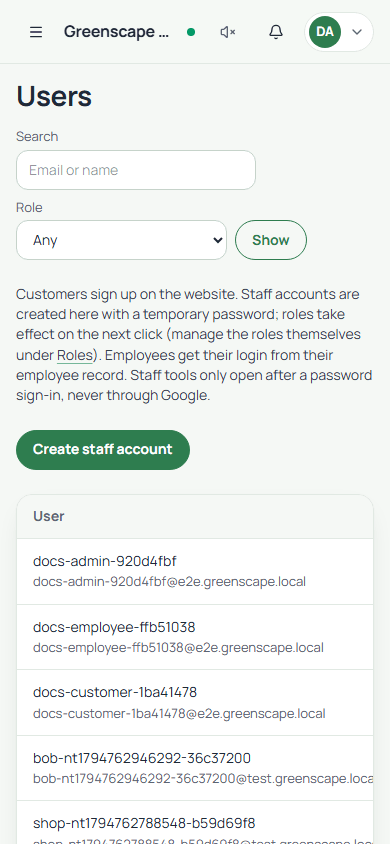 Greenscape ...
DA
Users
Search
Email or name
Role
Any
Show
Customers sign up on the website. Staff accounts are
created here with a temporary password; roles take
effect on the next click (manage the roles themselves
under Roles). Employees get their login from their
employee record. Staff tools only open after a password
sign-in, never through Google.
Create staff account
User
docs-admin-920d4fbf
docs-admin-920d4fbf@e2e.greenscape.local
docs-employee-ffb51038
docs-employee-ffb51038@e2e.greenscape.local
docs-customer-1ba41478
docs-customer-1ba41478@e2e.greenscape.local
bob-nt1794762946292-36c37200
bob-nt1794762946292-36c37200@test.greenscape.loca
shop-nt1794762788548-b59d69f8